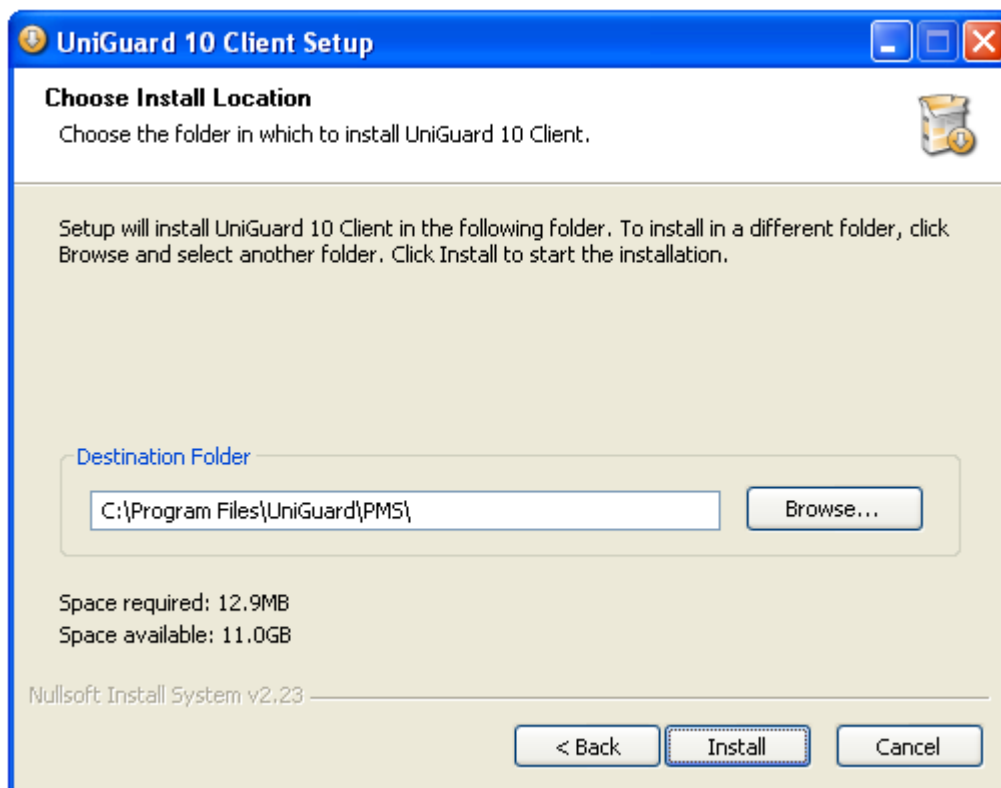 UniGuard 10 Client Setup
Choose Install Location
Choose the folder in which to install UniGuard 10 Client.
Setup will install UniGuard 10 Client in the following folder. To install in a different folder, click
Browse and select another folder. Click Install to start the installation.
Destination Folder
C:\Program Files\UniGuard\PMS\
Browse...
Space required: 12.9MB
Space available: 11.0GB
Nullsoft Install System v2.23
< Back
Install
Cancel